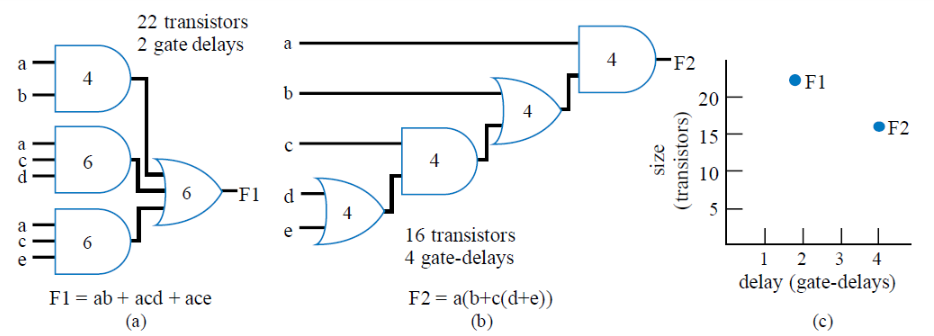 22 transistors
2 gate delays
a
b
4
a
c
d
6
a
c
e
6
6
F1
F1 = ab + acd + ace
(a)
a
b
c
d
e
4
4
4
4
F2
16 transistors
4 gate-delays
F2 = a(b+c(d+e))
(b)
size
(transistors)
20
15
10
5
F1
F2
1 2 3 4
delay (gate-delays)
(c)